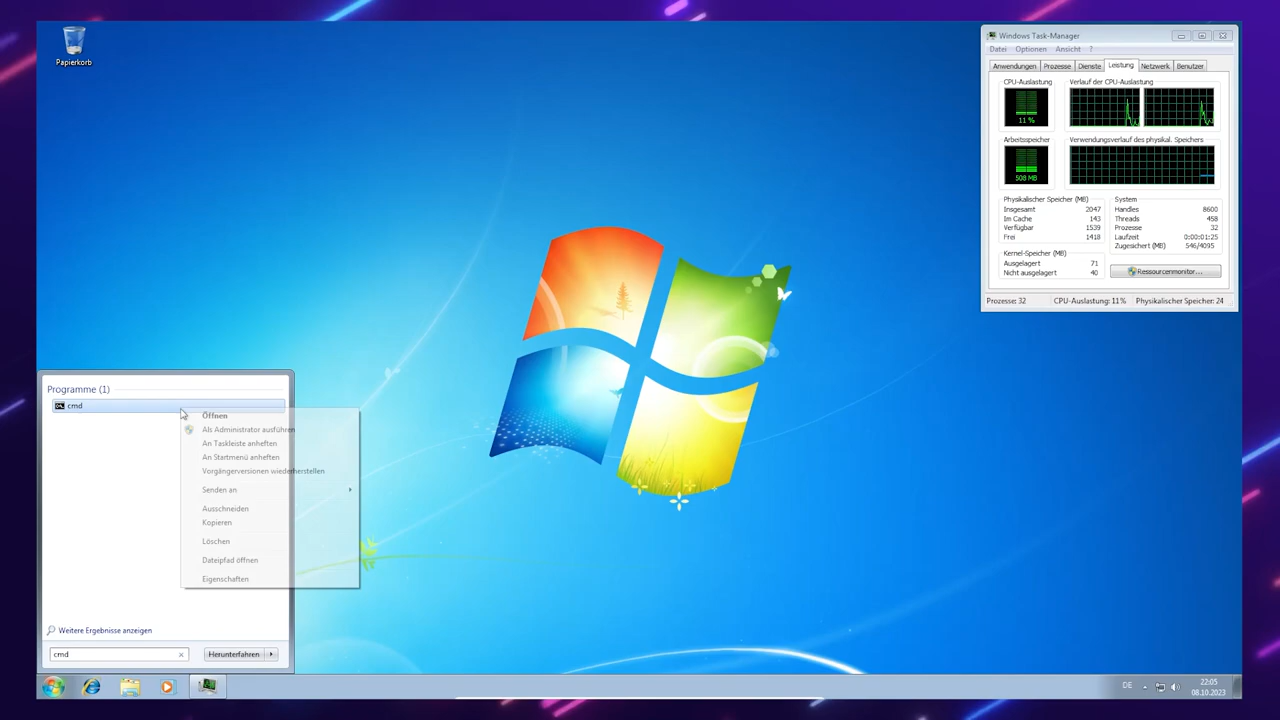 Papierkorb
Windows Task-Manager
Datei Optionen Ansicht ?
Anwendungen Prozesse Dienste Leistung Netzwerk Benutzer
CPU-Auslastung
11 %
Verlauf der CPU-Auslastung
Arbeitsspeicher
508 MB
Verwendungsverlauf des physikal. Speichers
Physikalischer Speicher (MB)
Insgesamt 2047
Im Cache 143
Verfügbar 1539
Frei 1418
Kernel-Speicher (MB)
Ausgelagert 71
Nicht ausgelagert 40
System
Handles 8600
Threads 458
Prozesse 32
Laufzeit 0:00:01:25
Zugesichert (MB) 546/4095
Ressourcenmonitor...
Prozesse: 32 CPU-Auslastung: 11% Physikalischer Speicher: 24
Programme (1)
cmd
Öffnen
Als Administrator ausführen
An Taskleiste anheften
An Startmenü anheften
Vorgängerversionen wiederherstellen
Senden an
Ausschneiden
Kopieren
Löschen
Dateipfad öffnen
Eigenschaften
Weitere Ergebnisse anzeigen
cmd
Herunterfahren
DE
22:05
08.10.2023